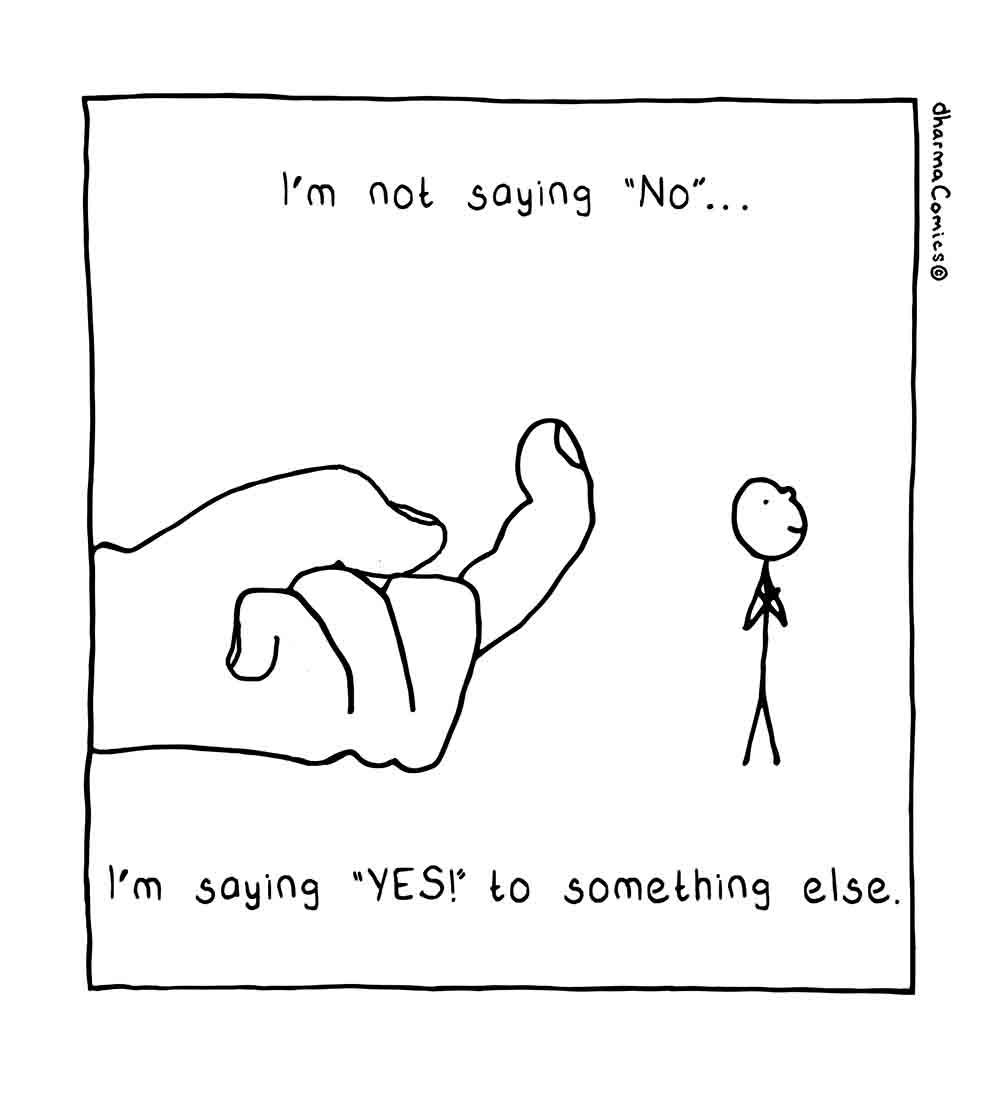 I'm not saying "No"...
I'm saying "YES!" to something else.
dharmaComics©